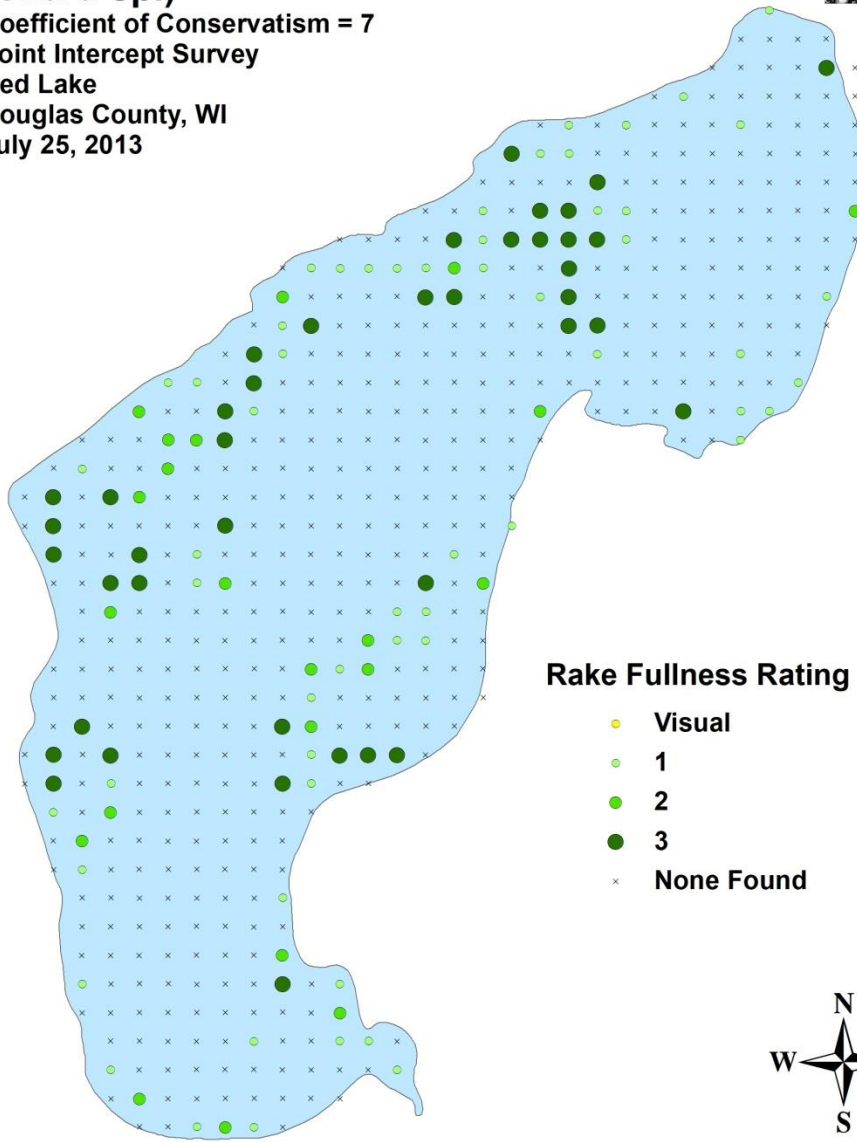 oefficient of Conservatism = 7
oint Intercept Survey
ed Lake
ouglas County, WI
uly 25, 2013
Rake Fullness Rating
Visual
1
2
3
None Found
N
W
S